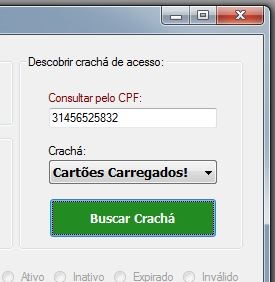 Descobrir crachá de acesso:
Consultar pelo CPF:
31456525832
Crachá:
Cartões Carregados!
Buscar Crachá
Ativo Inativo Expirado Inválido